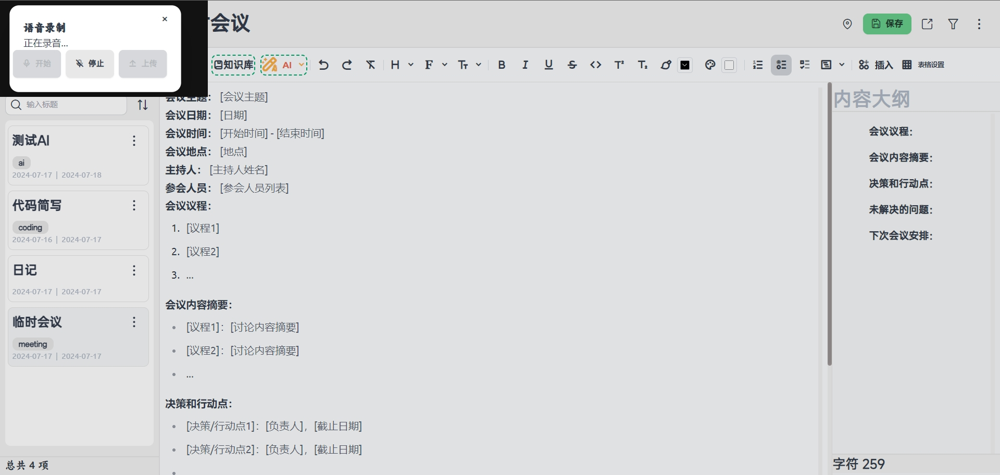 语音录制
正在录音...
开始
停止
上传
会议
保存
知识库
AI
插入
表格设置
输入标题
测试AI
ai
2024-07-17 | 2024-07-18
代码简写
coding
2024-07-16 | 2024-07-17
日记
2024-07-17 | 2024-07-17
临时会议
meeting
2024-07-17 | 2024-07-17
总共 4 项
会议主题： [会议主题]
会议日期： [日期]
会议时间： [开始时间] - [结束时间]
会议地点： [地点]
主持人： [主持人姓名]
参会人员： [参会人员列表]
会议议程：
1. [议程1]
2. [议程2]
3. ...
会议内容摘要：
• [议程1]：[讨论内容摘要]
• [议程2]：[讨论内容摘要]
• ...
决策和行动点：
• [决策/行动点1]：[负责人]，[截止日期]
• [决策/行动点2]：[负责人]，[截止日期]
内容大纲
会议议程：
会议内容摘要：
决策和行动点：
未解决的问题：
下次会议安排：
字符 259